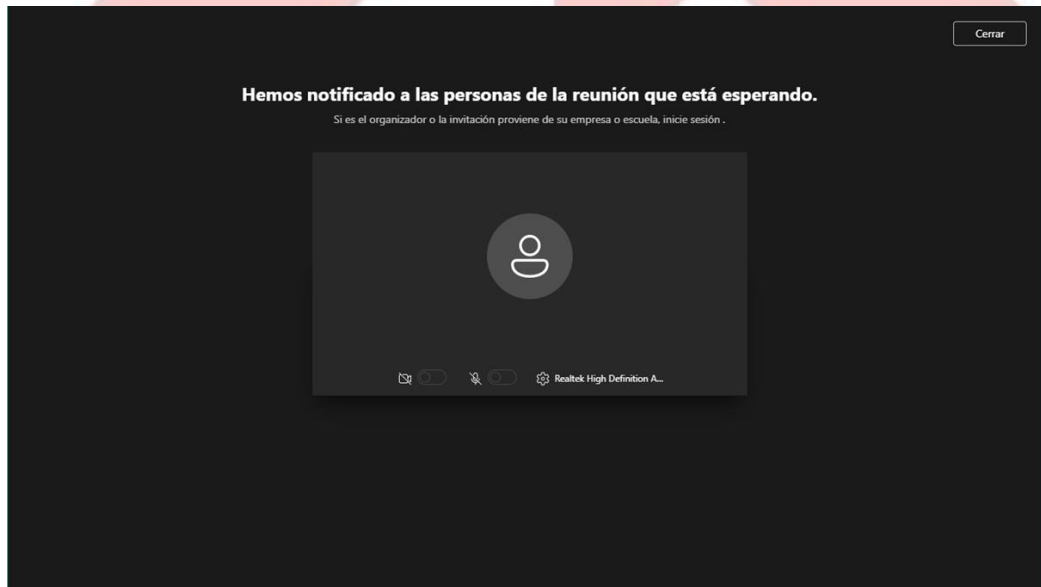 Cerrar
Hemos notificado a las personas de la reunión que está esperando.
Si es el organizador o la invitación proviene de su empresa o escuela, inicie sesión .
Realtek High Definition A...